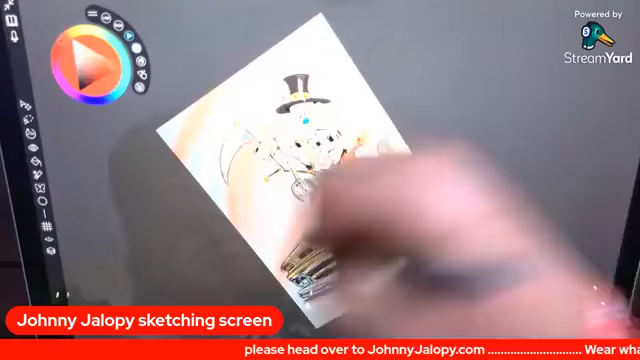 Powered by
StreamYard
Johnny Jalopy sketching screen
please head over to JohnnyJalopy.com ............................... Wear wha